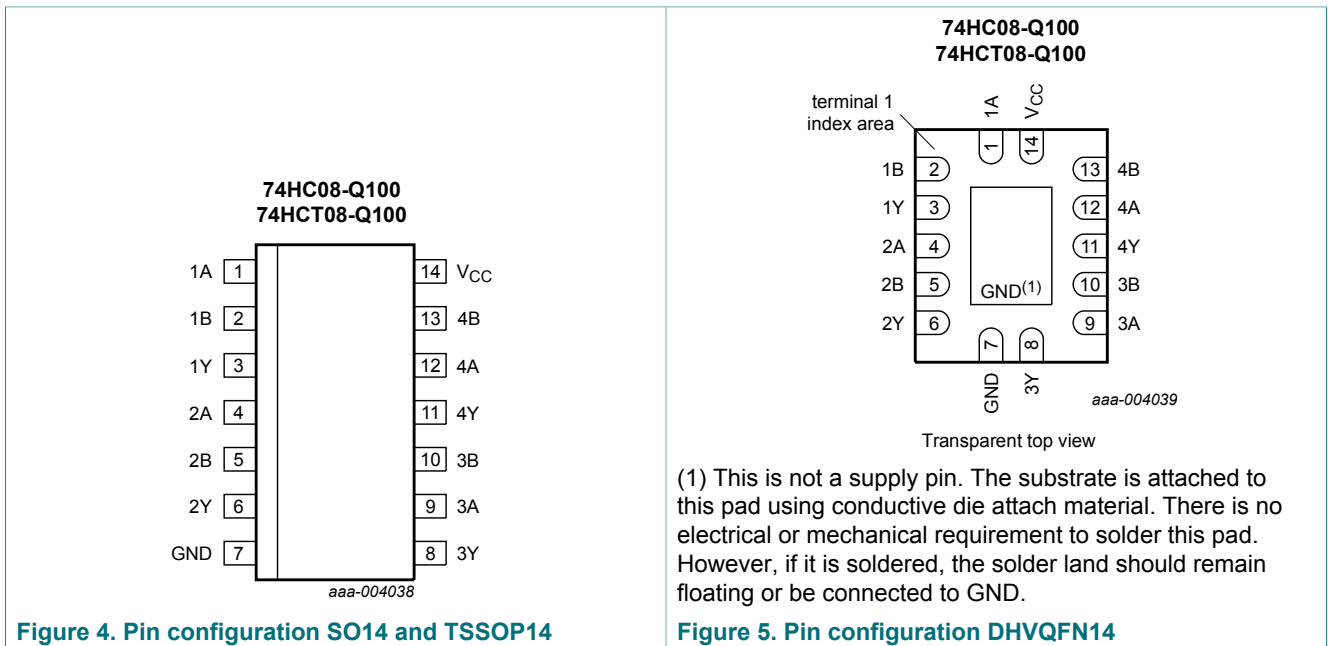 74HC08-Q100
74HCT08-Q100
1A 1 14 VCC
1B 2 13 4B
1Y 3 12 4A
2A 4 11 4Y
2B 5 10 3B
2Y 6 9 3A
GND 7 8 3Y
aaa-004038
Figure 4. Pin configuration SO14 and TSSOP14
74HC08-Q100
74HCT08-Q100
terminal 1
index area
1A VCC
1 14
1B 2 13 4B
1Y 3 12 4A
2A 4 11 4Y
2B 5 GND(1) 10 3B
2Y 6 9 3A
7 8
GND 3Y
aaa-004039
Transparent top view
(1) This is not a supply pin. The substrate is attached to
this pad using conductive die attach material. There is no
electrical or mechanical requirement to solder this pad.
However, if it is soldered, the solder land should remain
floating or be connected to GND.
Figure 5. Pin configuration DHVQFN14